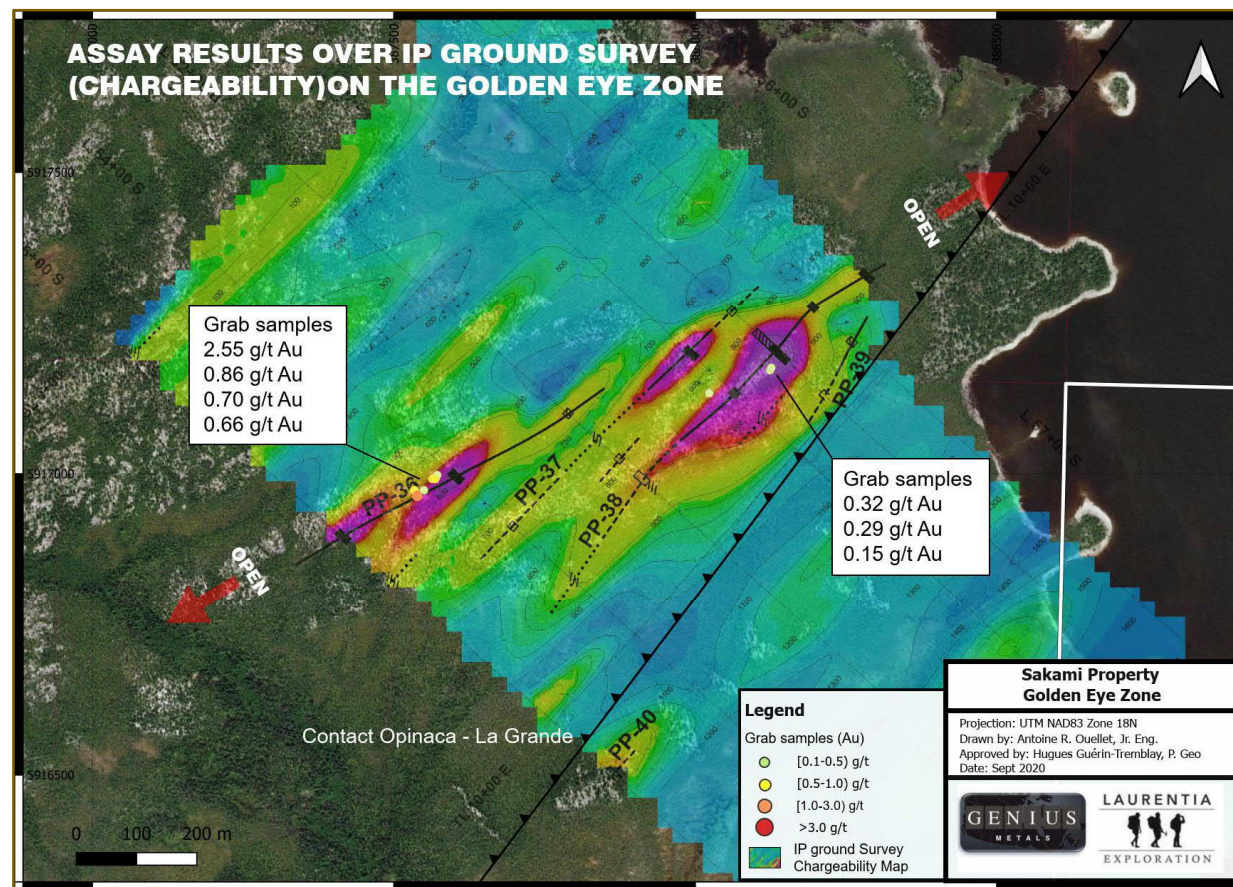 ASSAY RESULTS OVER IP GROUND SURVEY
(CHARGEABILITY)ON THE GOLDEN EYE ZONE
5917500
5917000
5916500
388500
OPEN
L 10+00 E
Grab samples
2.55 g/t Au
0.86 g/t Au
0.70 g/t Au
0.66 g/t Au
PP-36
PP-37
PP-38
PP-39
PP-40
Grab samples
0.32 g/t Au
0.29 g/t Au
0.15 g/t Au
OPEN
Contact Opinaca - La Grande
0 100 200 m
Legend
Grab samples (Au)
[0.1-0.5) g/t
[0.5-1.0) g/t
[1.0-3.0) g/t
>3.0 g/t
IP ground Survey
Chargeability Map
Sakami Property
Golden Eye Zone
Projection: UTM NAD83 Zone 18N
Drawn by: Antoine R. Ouellet, Jr. Eng.
Approved by: Hugues Guérin-Tremblay, P. Geo
Date: Sept 2020
GENIUS
METALS
LAURENTIA
EXPLORATION